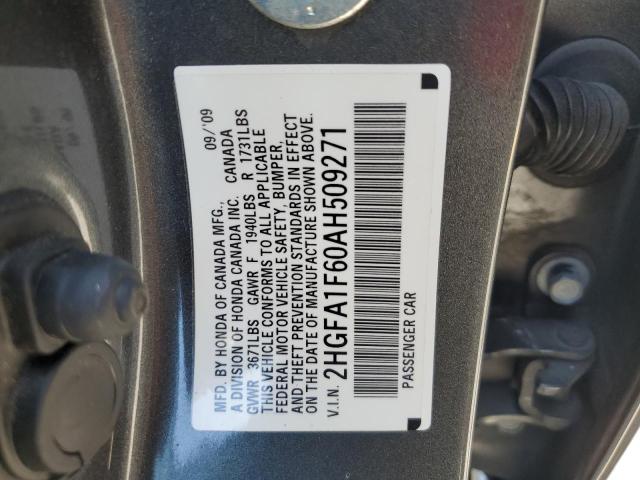 MFD. BY HONDA OF CANADA MFG., 09/'09
A DIVISION OF HONDA CANADA INC. CANADA
GVWR 3671LBS GAWR F 1940LBS R 1731LBS
THIS VEHICLE CONFORMS TO ALL APPLICABLE
FEDERAL MOTOR VEHICLE SAFETY, BUMPER,
AND THEFT PREVENTION STANDARDS IN EFFECT
ON THE DATE OF MANUFACTURE SHOWN ABOVE.
V.I.N. 2HGFA1F60AH509271
PASSENGER CAR